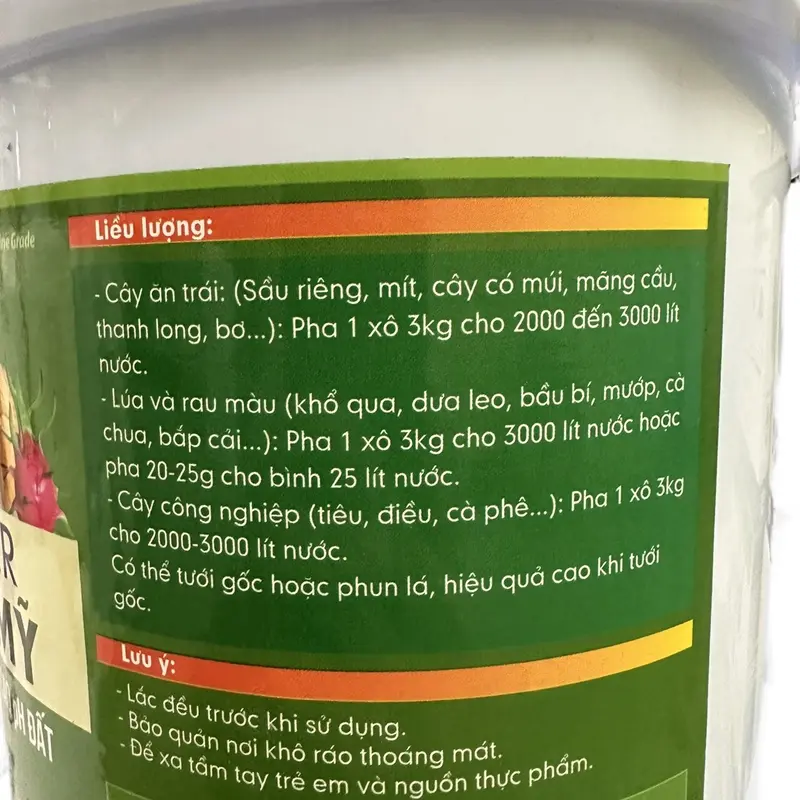 Grade
Liều lượng:
- Cây ăn trái: (Sầu riêng, mít, cây có múi, mãng cầu,
thanh long, bơ...): Pha 1 xô 3kg cho 2000 đến 3000 lít
nước.
- Lúa và rau màu (khổ qua, dưa leo, bầu bí, mướp, cà
chua, bắp cải...): Pha 1 xô 3kg cho 3000 lít nước hoặc
pha 20-25g cho bình 25 lít nước.
- Cây công nghiệp (tiêu, điều, cà phê...): Pha 1 xô 3kg
cho 2000-3000 lít nước.
Có thể tưới gốc hoặc phun lá, hiệu quả cao khi tưới
gốc.
MỸ
ĐẤT
Lưu ý:
- Lắc đều trước khi sử dụng.
- Bảo quản nơi khô ráo thoáng mát.
- Để xa tầm tay trẻ em và nguồn thực phẩm.